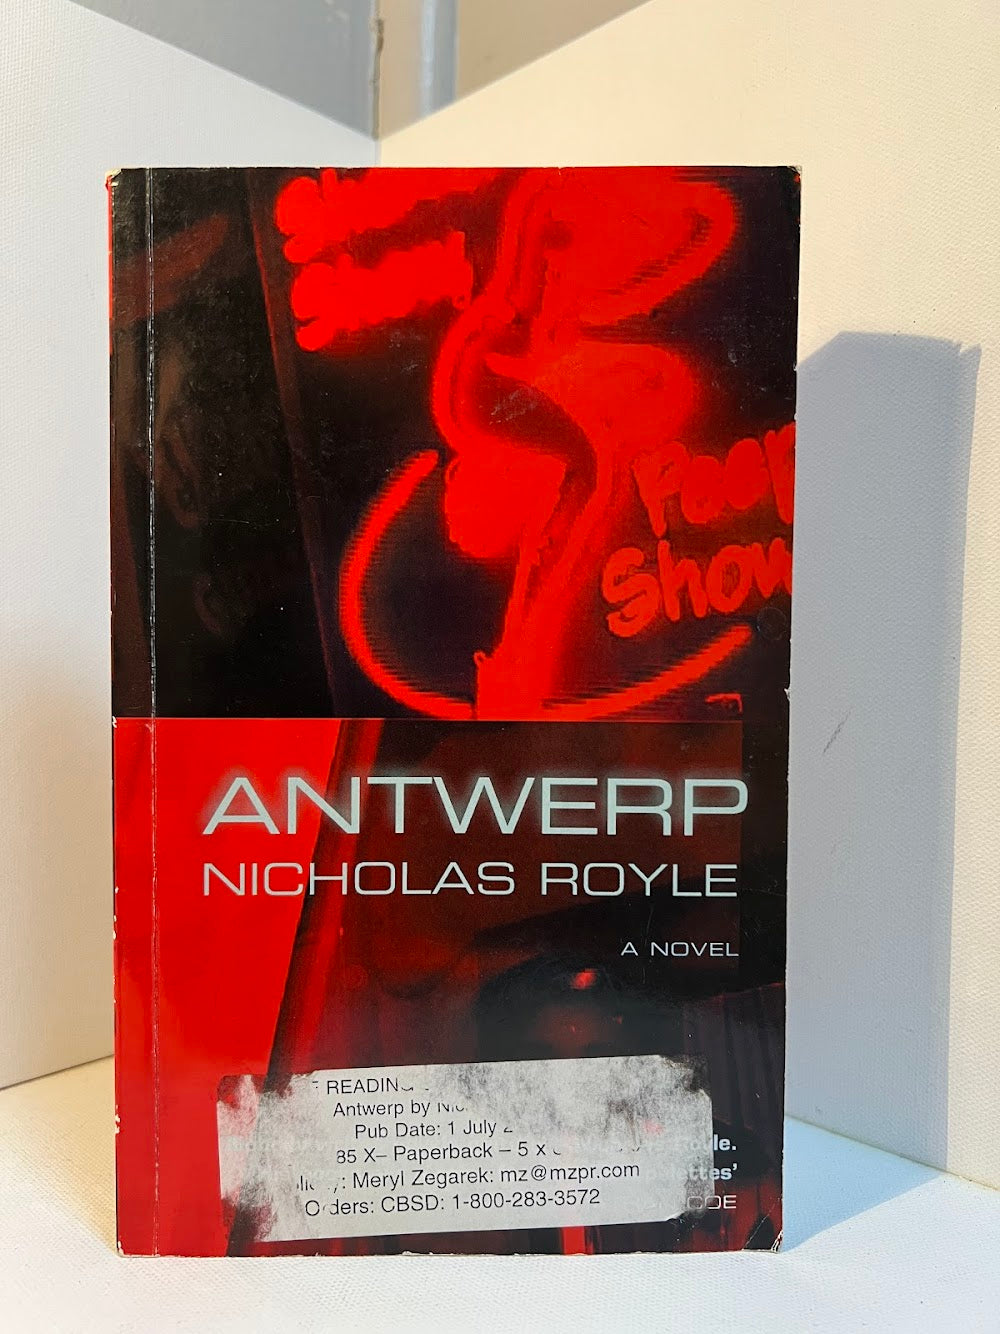 Peep
Show
ANTWERP
NICHOLAS ROYLE
A NOVEL
READING
Antwerp by
Pub Date: 1 July
85 X– Paperback – 5 x
Meryl Zegarek: mz@mzpr.com
Orders: CBSD: 1-800-283-3572